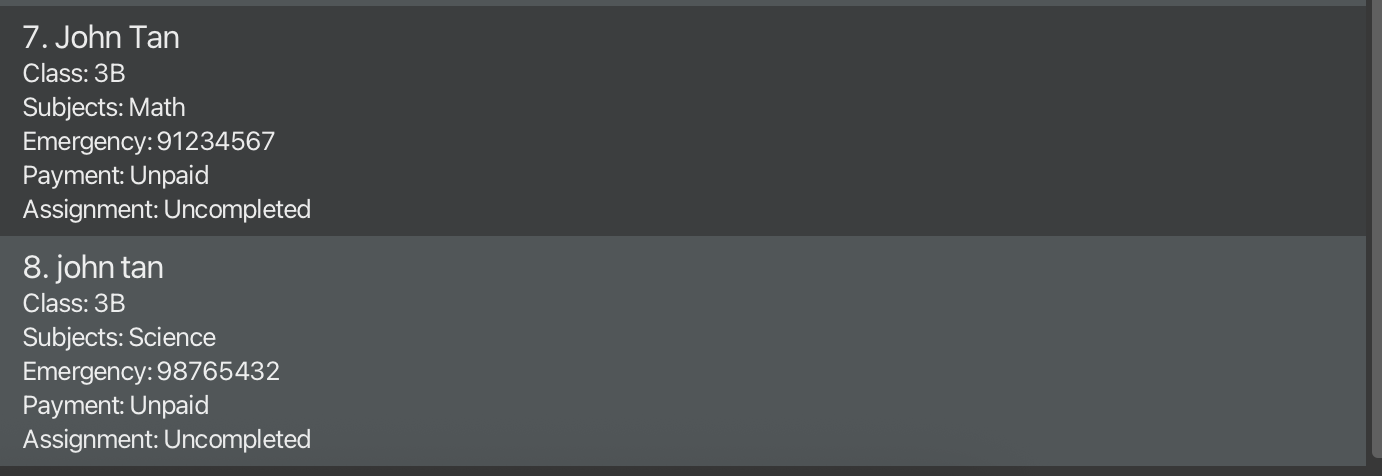 7. John Tan
Class: 3B
Subjects: Math
Emergency: 91234567
Payment: Unpaid
Assignment: Uncompleted
8. john tan
Class: 3B
Subjects: Science
Emergency: 98765432
Payment: Unpaid
Assignment: Uncompleted